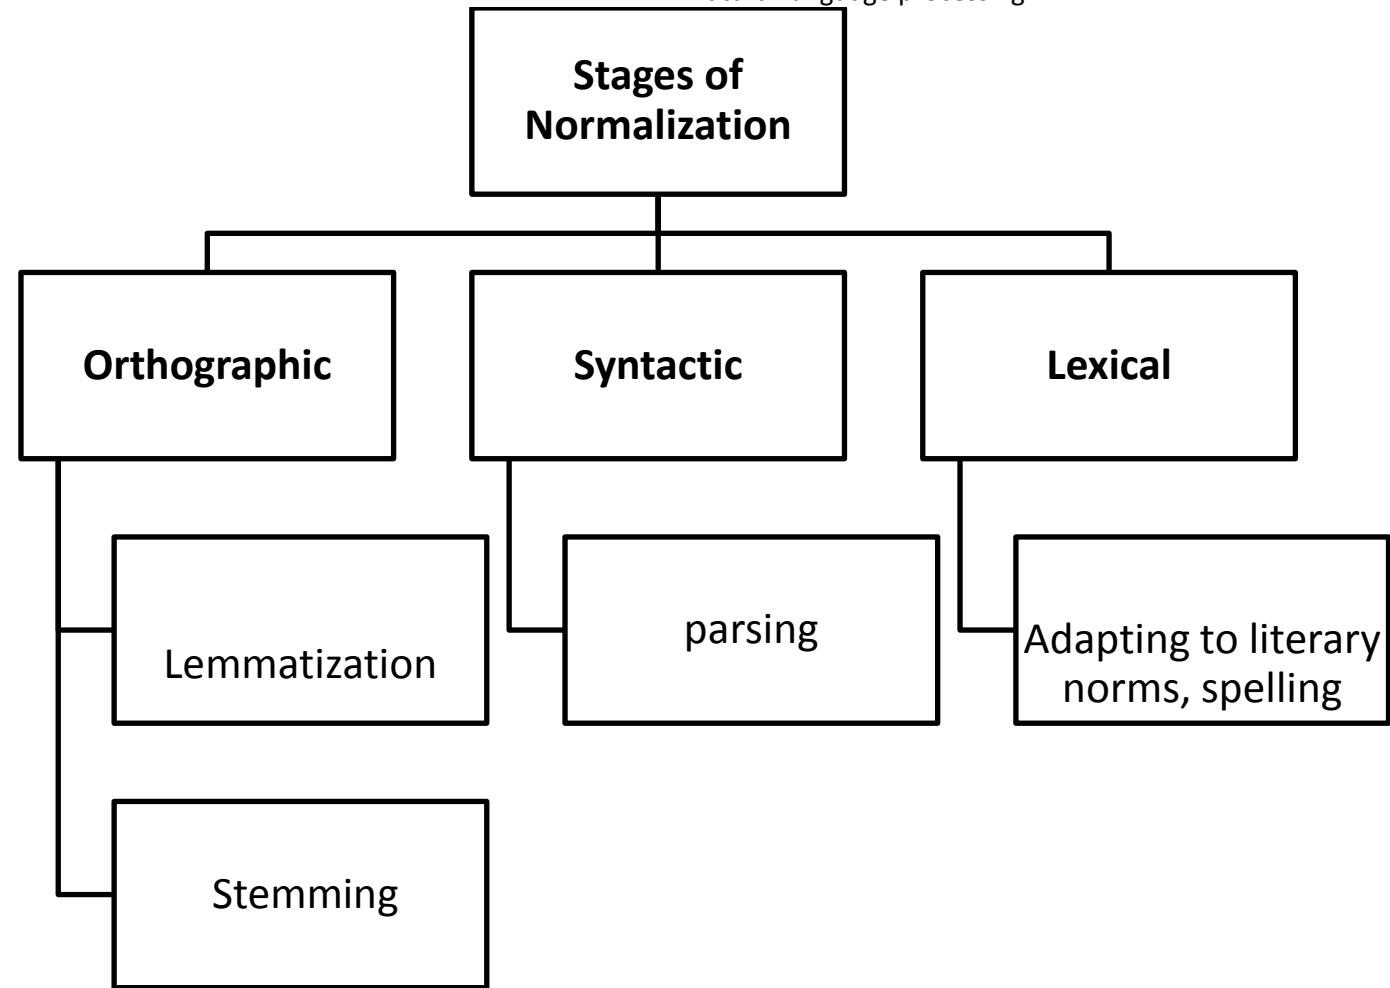 Stages of
Normalization
Orthographic
Syntactic
Lexical
Lemmatization
parsing
Adapting to literary
norms, spelling
Stemming